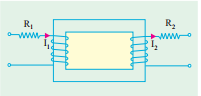 R₁ R₂
I₁ I₂